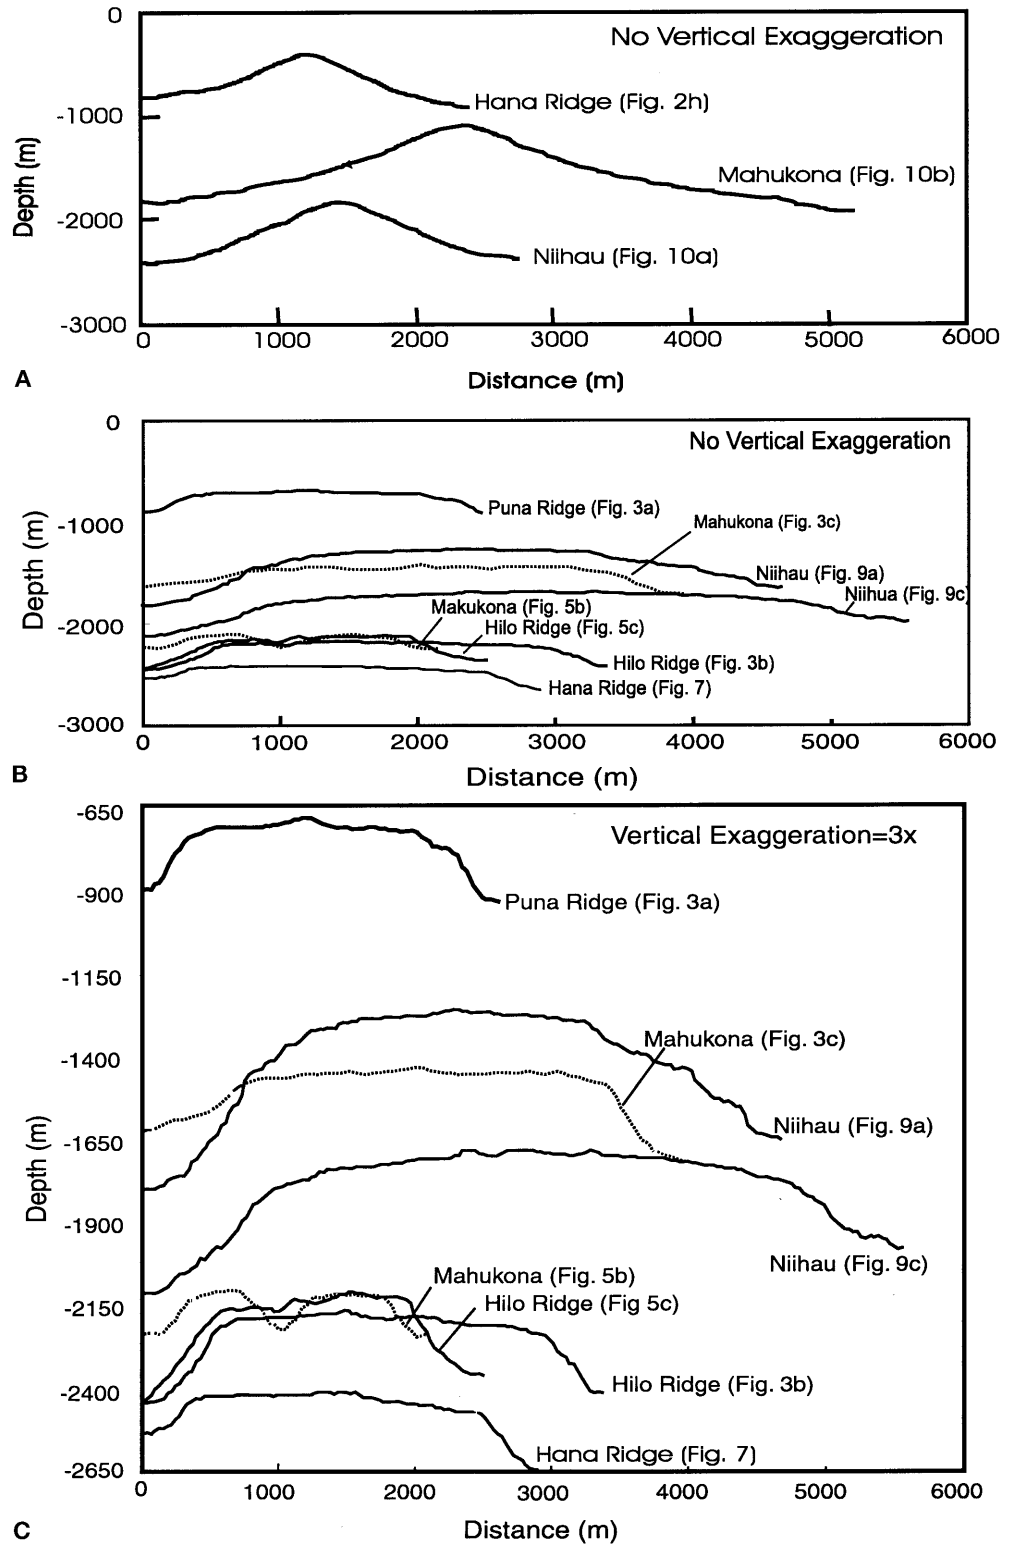 0
No Vertical Exaggeration
Hana Ridge (Fig. 2h)
-1000
Mahukona (Fig. 10b)
Depth (m)
-2000
Niihau (Fig. 10a)
-3000
0 1000 2000 3000 4000 5000 6000
A
Distance (m)
0
No Vertical Exaggeration
Puna Ridge (Fig. 3a)
-1000
Mahukona (Fig. 3c)
Depth (m)
Niihau (Fig. 9a)
Niihua (Fig. 9c)
Makukona (Fig. 5b)
-2000
Hilo Ridge (Fig. 5c)
Hilo Ridge (Fig. 3b)
Hana Ridge (Fig. 7)
-3000
0 1000 2000 3000 4000 5000 6000
B
Distance (m)
-650
Vertical Exaggeration=3x
-900
Puna Ridge (Fig. 3a)
-1150
Mahukona (Fig. 3c)
-1400
Niihau (Fig. 9a)
-1650
Depth (m)
-1900
Niihau (Fig. 9c)
Mahukona (Fig. 5b)
-2150
Hilo Ridge (Fig 5c)
Hilo Ridge (Fig. 3b)
-2400
Hana Ridge (Fig. 7)
-2650
0 1000 2000 3000 4000 5000 6000
C
Distance (m)